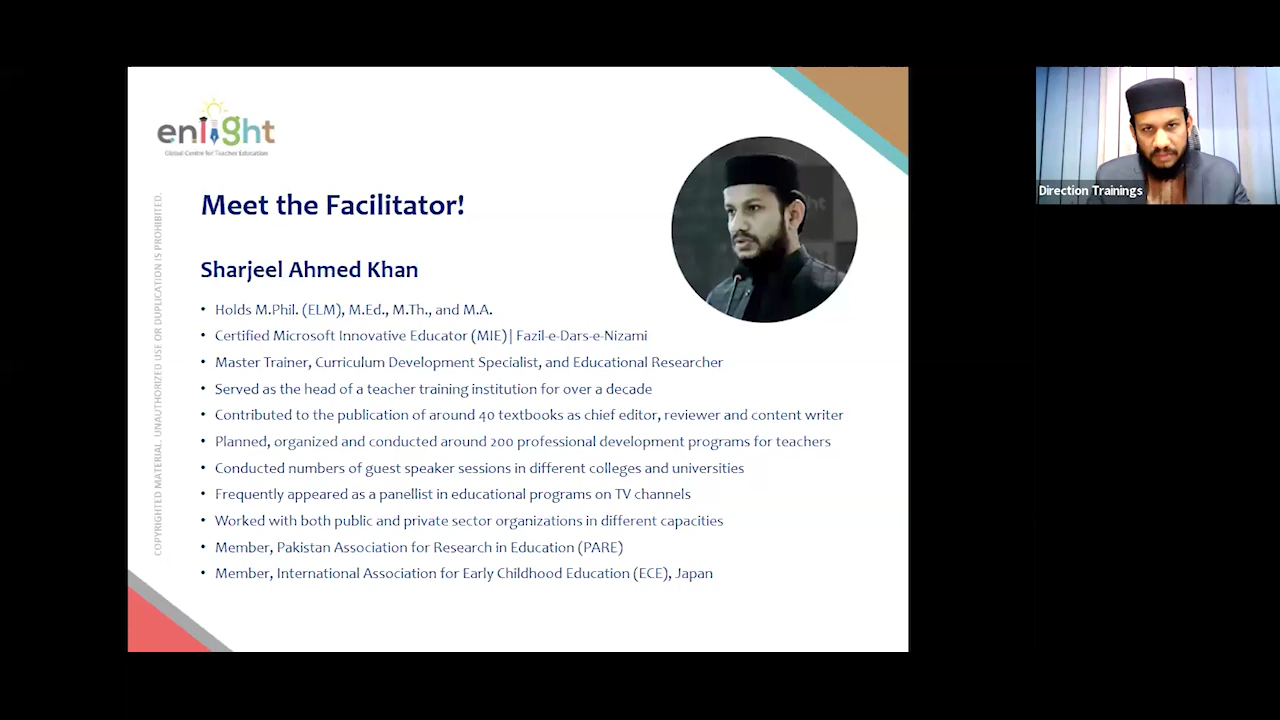 enlight
Global Centre for Teacher Education
Meet the Facilitator!
Sharjeel Ahmed Khan
• Holds M.Phil. (ELM), M.Ed., M.Th., and M.A.
• Certified Microsoft Innovative Educator (MIE)| Fazil-e-Dars-e-Nizami
• Master Trainer, Curriculum Development Specialist, and Educational Researcher
• Served as the head of a teacher training institution for over a decade
• Contributed to the publication of around 40 textbooks as chief editor, reviewer and content writer
• Planned, organized and conducted around 200 professional development programs for teachers
• Conducted numbers of guest speaker sessions in different colleges and universities
• Frequently appeared as a panellist in educational programs on TV channels
• Worked with both public and private sector organizations in different capacities
• Member, Pakistan Association for Research in Education (PARE)
• Member, International Association for Early Childhood Education (ECE), Japan
COPYRIGHTED MATERIAL. UNAUTHORIZED USE OR DUPLICATION IS PROHIBITED.
Direction Trainings